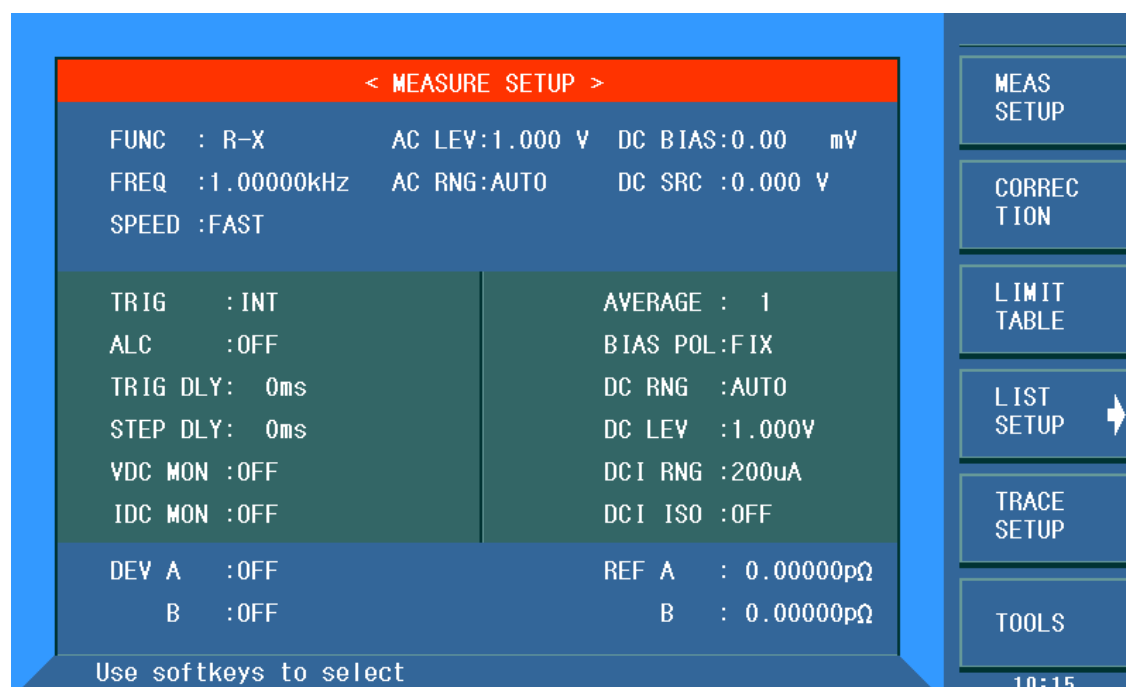 < MEASURE SETUP >
FUNC : R-X AC LEV:1.000 V DC BIAS:0.00 mV
FREQ :1.00000kHz AC RNG:AUTO DC SRC :0.000 V
SPEED :FAST
TRIG :INT AVERAGE : 1
ALC :OFF BIAS POL:FIX
TRIG DLY: 0ms DC RNG :AUTO
STEP DLY: 0ms DC LEV :1.000V
VDC MON :OFF DCI RNG :200uA
IDC MON :OFF DCI ISO :OFF
DEV A :OFF REF A : 0.00000pΩ
B :OFF B : 0.00000pΩ
Use softkeys to select
MEAS
SETUP
CORREC
TION
LIMIT
TABLE
LIST
SETUP
TRACE
SETUP
TOOLS
10:15